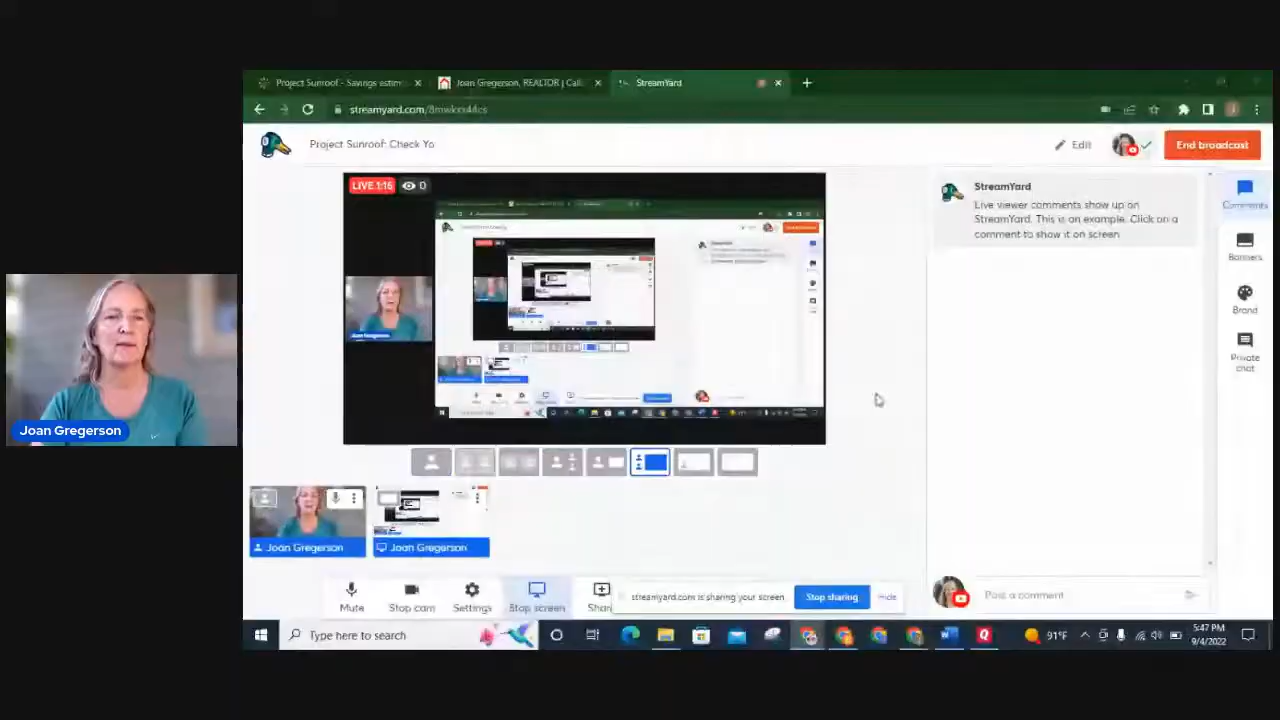 Project Sunroof - Savings estim
Joan Gregerson, REALTOR | Call
StreamYard
streamyard.com/
Project Sunroof: Check Yo
Edit
End broadcast
LIVE 1:16
0
StreamYard
Live viewer comments show up on
StreamYard. This is an example. Click on a
comment to show it on screen
Comments
Banners
Brand
Private
chat
Joan Gregerson
Joan Gregerson
Joan Gregerson
Joan Gregerson
Mute
Stop cam
Settings
Stop screen
Shar
streamyard.com is sharing your screen.
Stop sharing
Hide
Post a comment
Type here to search
91°F
5:47 PM
9/4/2022